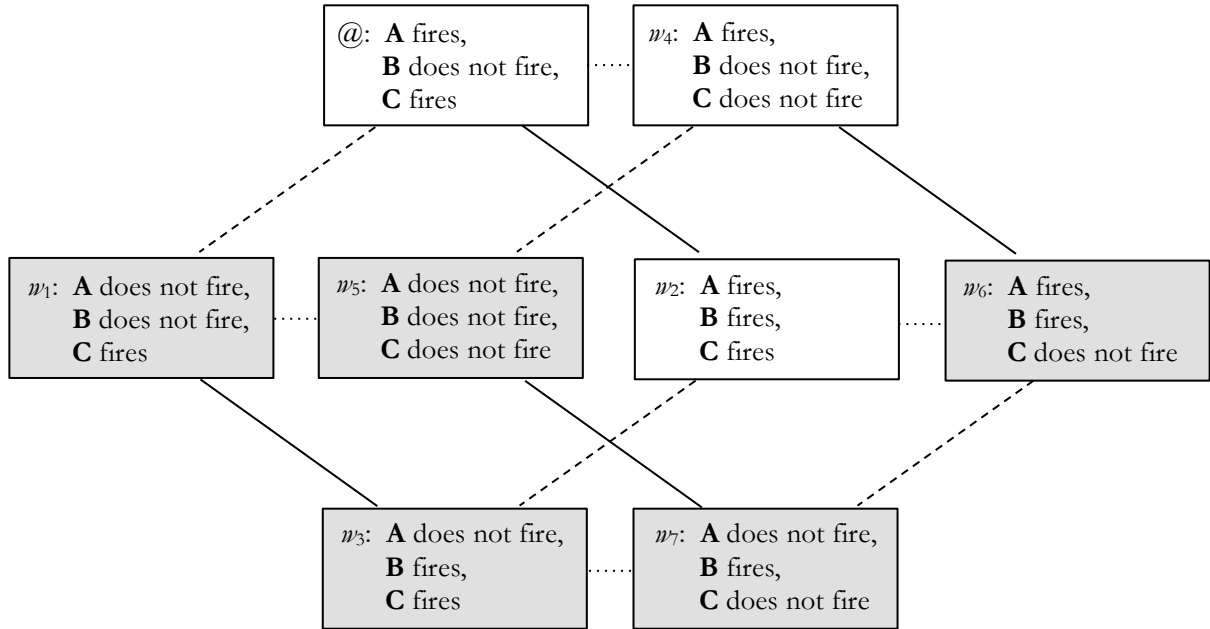 @: A fires,
B does not fire,
C fires
w₄: A fires,
B does not fire,
C does not fire
w₁: A does not fire,
B does not fire,
C fires
w₅: A does not fire,
B does not fire,
C does not fire
w₂: A fires,
B fires,
C fires
w₆: A fires,
B fires,
C does not fire
w₃: A does not fire,
B fires,
C fires
w₇: A does not fire,
B fires,
C does not fire